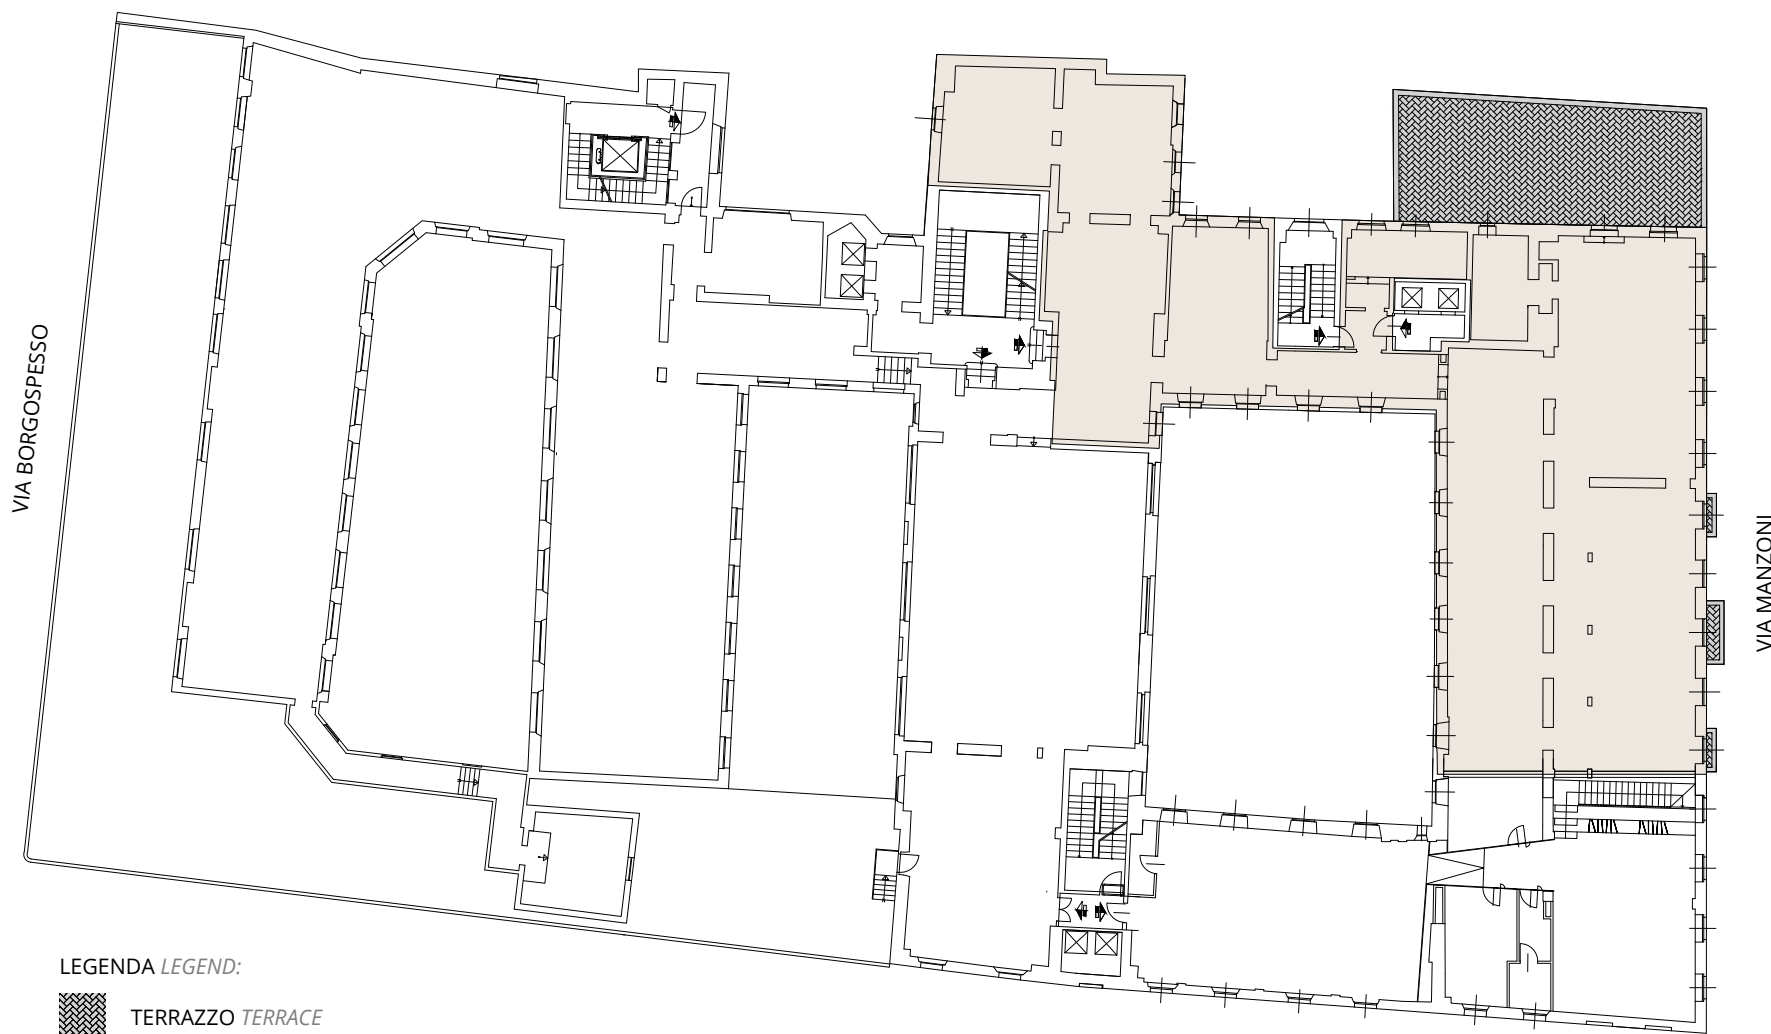 VIA BORGOSPESSO
VIA MANZONI
LEGENDA LEGEND:
TERRAZZO TERRACE